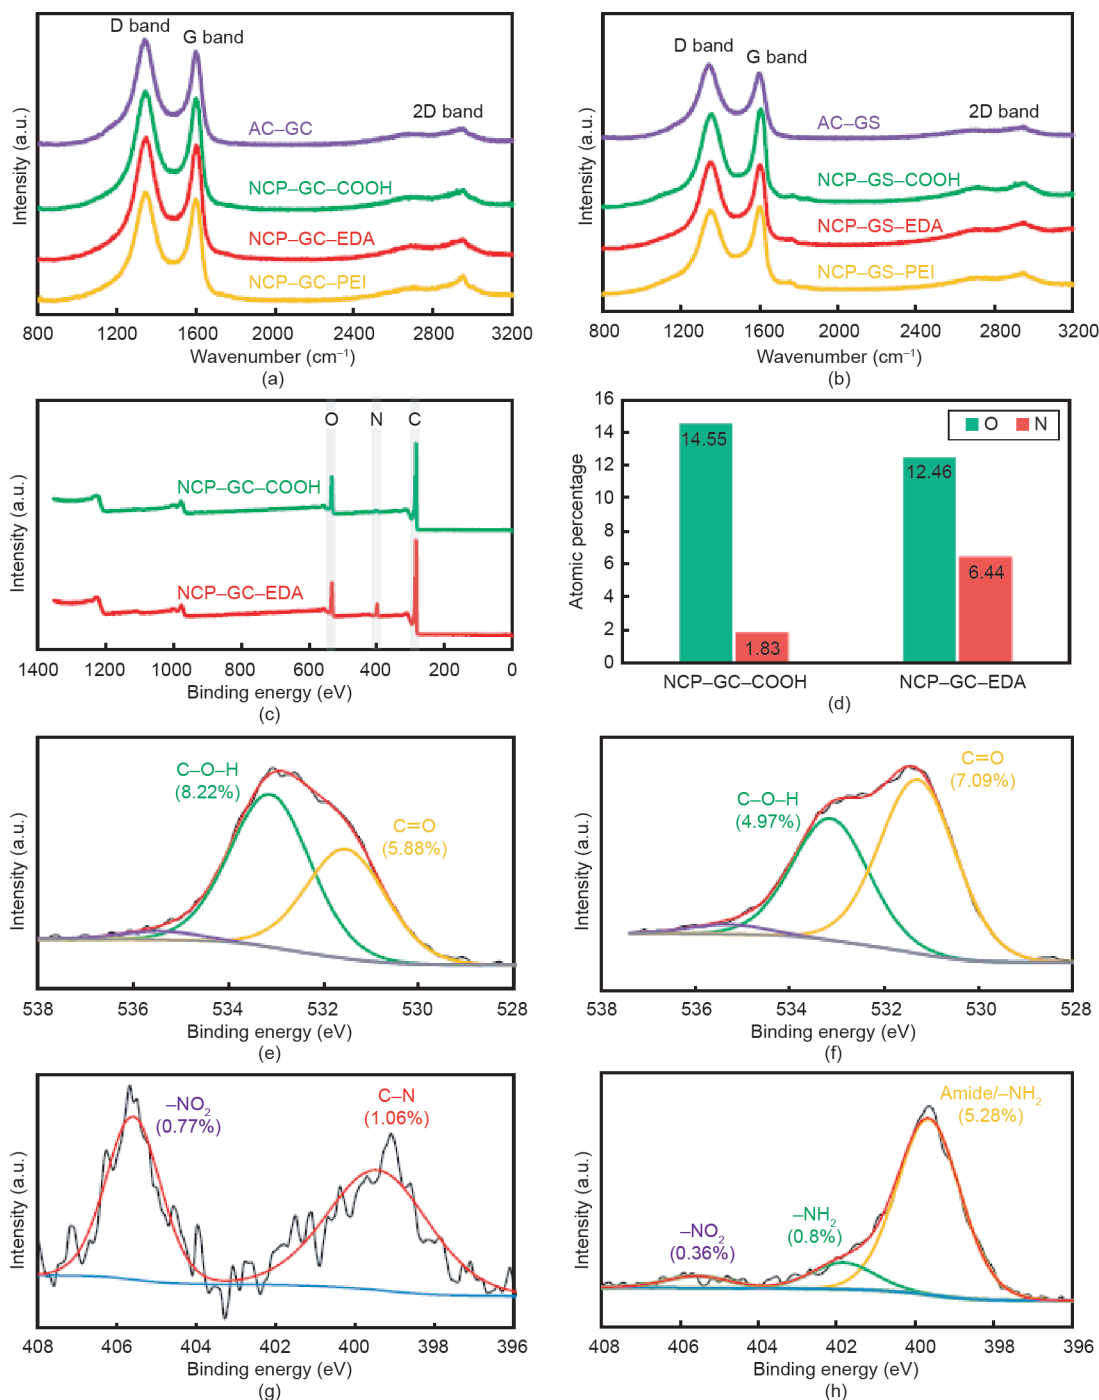 D band
G band
2D band
AC–GC
NCP–GC–COOH
NCP–GC–EDA
NCP–GC–PEI
Intensity (a.u.)
800 1200 1600 2000 2400 2800 3200
Wavenumber (cm⁻¹)
(a)
D band
G band
2D band
AC–GS
NCP–GS–COOH
NCP–GS–EDA
NCP–GS–PEI
Intensity (a.u.)
800 1200 1600 2000 2400 2800 3200
Wavenumber (cm⁻¹)
(b)
O N C
NCP–GC–COOH
NCP–GC–EDA
Intensity (a.u.)
1400 1200 1000 800 600 400 200 0
Binding energy (eV)
(c)
16
14
12
10
8
6
4
2
0
Atomic percentage
O N
14.55
1.83
12.46
6.44
NCP–GC–COOH NCP–GC–EDA
(d)
C–O–H
(8.22%)
C=O
(5.88%)
Intensity (a.u.)
538 536 534 532 530 528
Binding energy (eV)
(e)
C–O–H
(4.97%)
C=O
(7.09%)
Intensity (a.u.)
538 536 534 532 530 528
Binding energy (eV)
(f)
–NO₂
(0.77%)
C–N
(1.06%)
Intensity (a.u.)
408 406 404 402 400 398 396
Binding energy (eV)
(g)
–NO₂
(0.36%)
–NH₂
(0.8%)
Amide/–NH₂
(5.28%)
Intensity (a.u.)
408 406 404 402 400 398 396
Binding energy (eV)
(h)